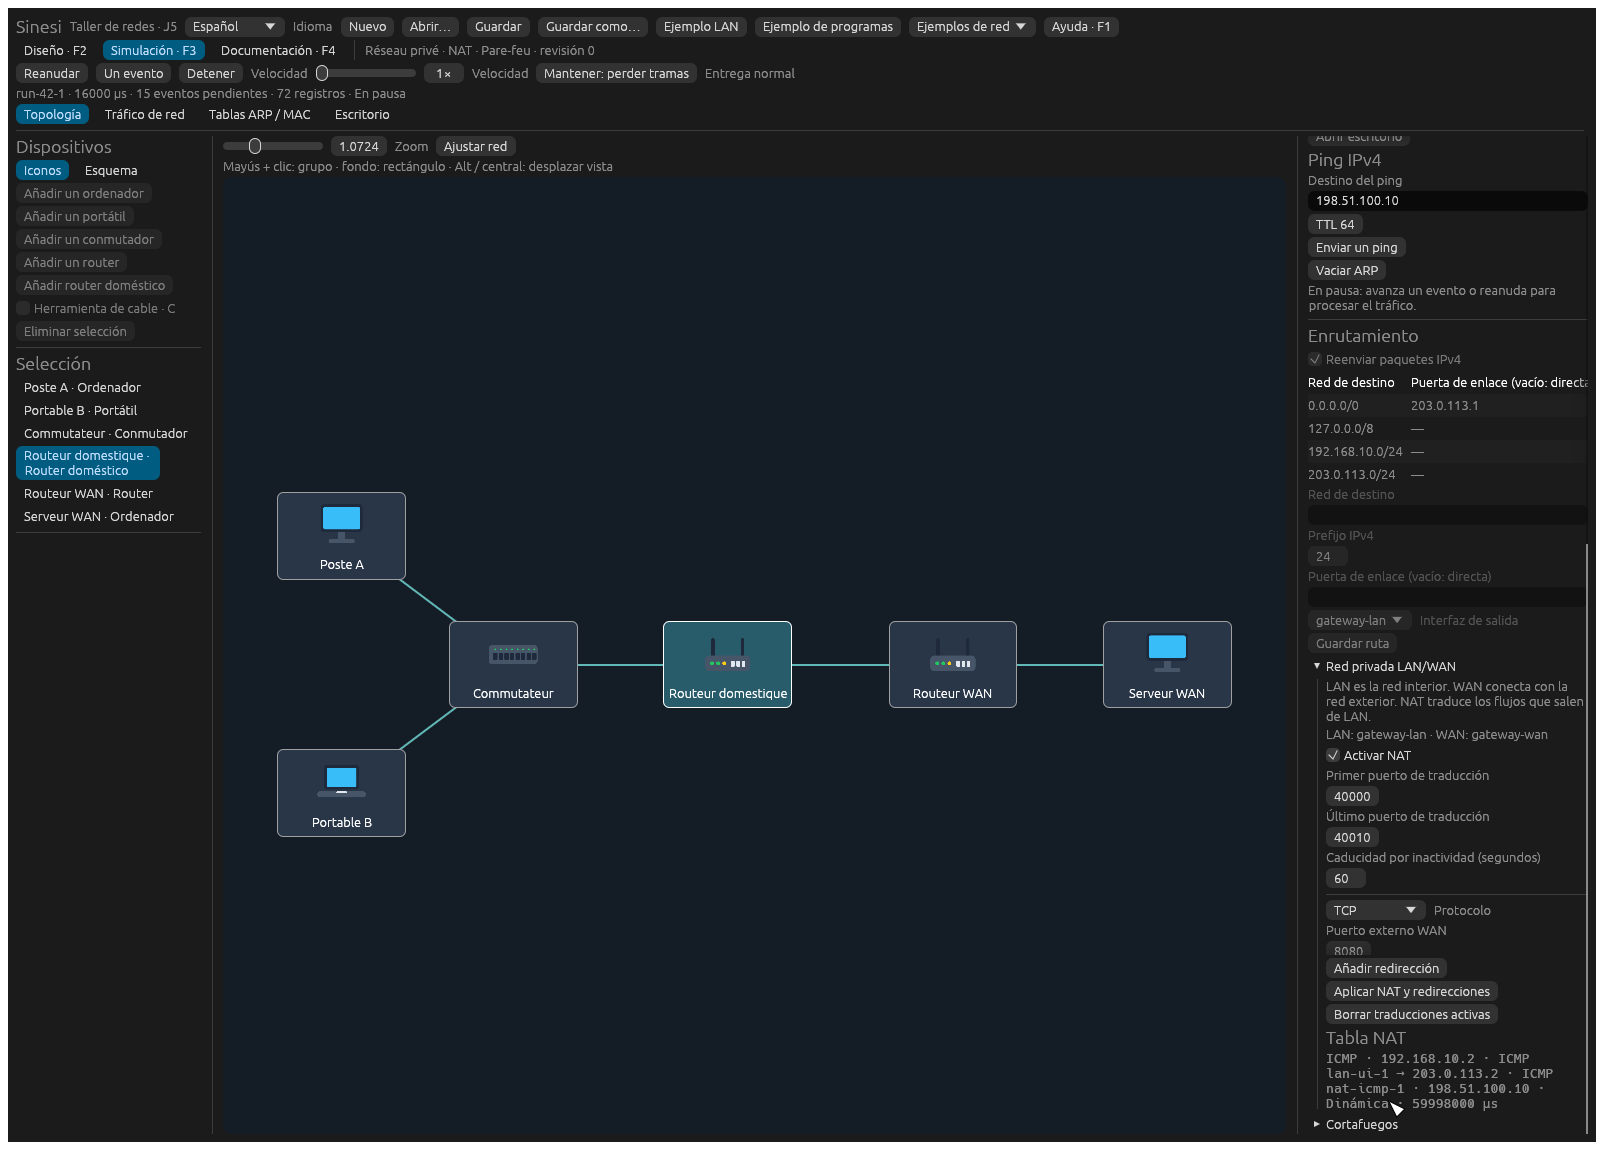 Sinesi Taller de redes · J5 Español Idioma Nuevo Abrir... Guardar Guardar como... Ejemplo LAN Ejemplo de programas Ejemplos de red Ayuda · F1
Diseño · F2 Simulación · F3 Documentación · F4 Réseau privé · NAT · Pare-feu · revisión 0
Reanudar Un evento Detener Velocidad 1× Velocidad Mantener: perder tramas Entrega normal
run-42-1 · 16000 µs · 15 eventos pendientes · 72 registros · En pausa
Topología Tráfico de red Tablas ARP / MAC Escritorio
Dispositivos
Iconos Esquema
Añadir un ordenador
Añadir un portátil
Añadir un conmutador
Añadir un router
Añadir router doméstico
Herramienta de cable · C
Eliminar selección
Selección
Poste A · Ordenador
Portable B · Portátil
Commutateur · Conmutador
Routeur domestique ·
Router doméstico
Routeur WAN · Router
Serveur WAN · Ordenador
1.0724 Zoom Ajustar red
Mayús + clic: grupo · fondo: rectángulo · Alt / central: desplazar vista
Poste A
Commutateur
Routeur domestique
Routeur WAN
Serveur WAN
Portable B
Abrir escritorio
Ping IPv4
Destino del ping
198.51.100.10
TTL 64
Enviar un ping
Vaciar ARP
En pausa: avanza un evento o reanuda para
procesar el tráfico.
Enrutamiento
Reenviar paquetes IPv4
Red de destino Puerta de enlace (vacío: directa
0.0.0.0/0 203.0.113.1
127.0.0.0/8 —
192.168.10.0/24 —
203.0.113.0/24 —
Red de destino
Prefijo IPv4
24
Puerta de enlace (vacío: directa)
gateway-lan Interfaz de salida
Guardar ruta
Red privada LAN/WAN
LAN es la red interior. WAN conecta con la
red exterior. NAT traduce los flujos que salen
de LAN.
LAN: gateway-lan · WAN: gateway-wan
Activar NAT
Primer puerto de traducción
40000
Último puerto de traducción
40010
Caducidad por inactividad (segundos)
60
TCP Protocolo
Puerto externo WAN
8080
Añadir redirección
Aplicar NAT y redirecciones
Borrar traducciones activas
Tabla NAT
ICMP · 192.168.10.2 · ICMP
lan-ui-1 → 203.0.113.2 · ICMP
nat-icmp-1 · 198.51.100.10 ·
Dinámica · 59998000 µs
Cortafuegos